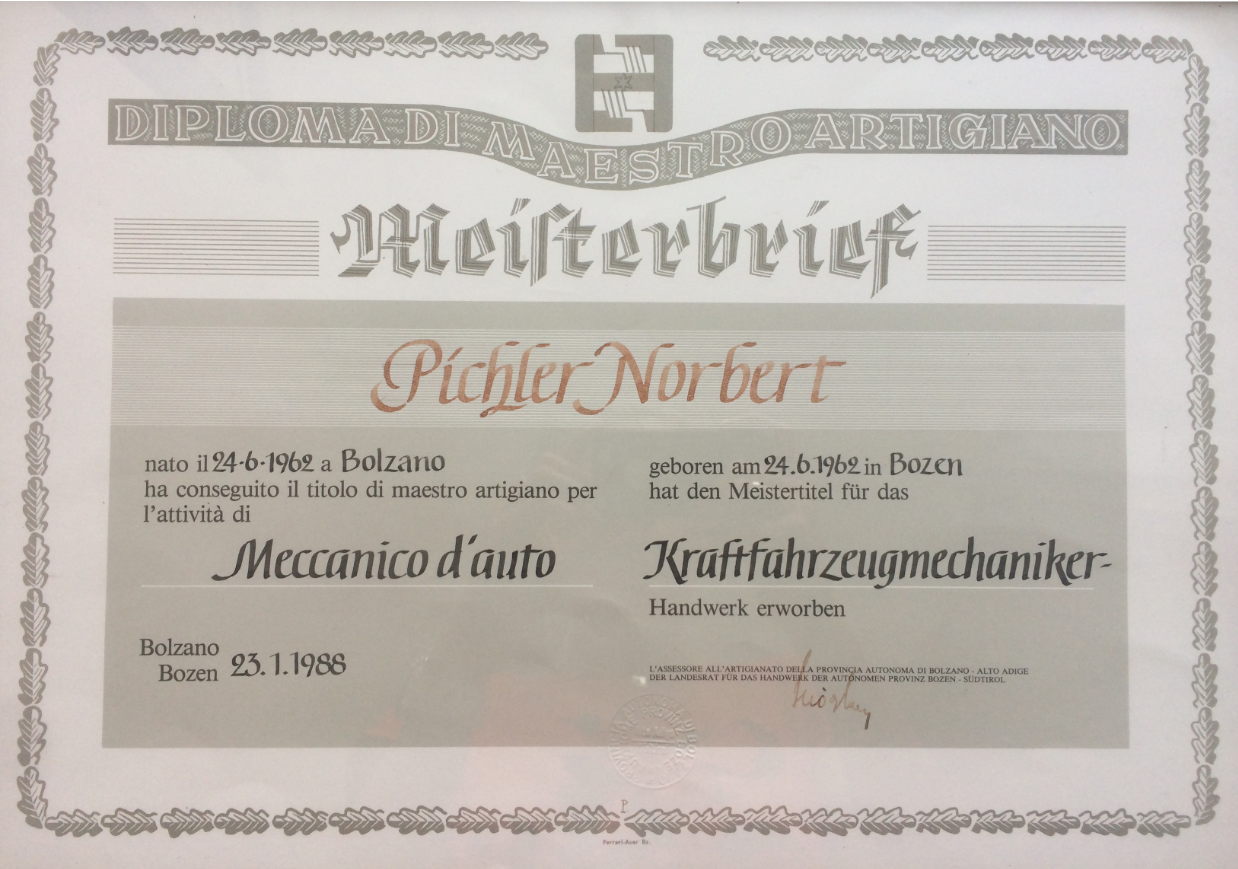 DIPLOMA DI MAESTRO ARTIGIANO
Meiſterbrief
Pichler Norbert
nato il 24·6·1962 a Bolzano
ha conseguito il titolo di maestro artigiano per
l'attività di
Meccanico d'auto
geboren am 24.6.1962 in Bozen
hat den Meistertitel für das
Kraftfahrzeugmechaniker-
Handwerk erworben
Bolzano
Bozen 23.1.1988
L'ASSESSORE ALL'ARTIGIANATO DELLA PROVINCIA AUTONOMA DI BOLZANO - ALTO ADIGE
DER LANDESRAT FÜR DAS HANDWERK DER AUTONOMEN PROVINZ BOZEN - SÜDTIROL
P
Ferrari-Auer Bz.